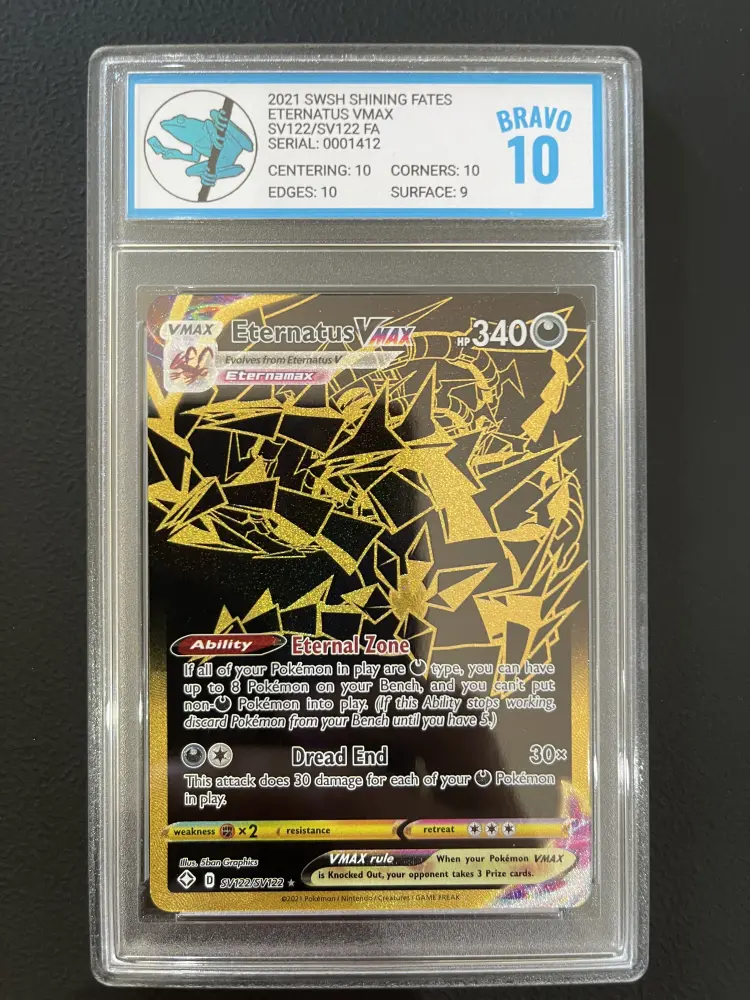 2021 SWSH SHINING FATES
ETERNATUS VMAX
SV122/SV122 FA
SERIAL: 0001412
CENTERING: 10 CORNERS: 10
EDGES: 10 SURFACE: 9
BRAVO
10
VMAX Eternatus VMAX HP 340
Evolves from Eternatus V
Eternamax
Ability Eternal Zone
If all of your Pokémon in play are type, you can have
up to 8 Pokémon on your Bench, and you can't put
non- Pokémon into play. (If this Ability stops working,
discard Pokémon from your Bench until you have 5.)
Dread End 30×
This attack does 30 damage for each of your Pokémon
in play.
weakness ×2 resistance retreat
Illus. 5ban Graphics
VMAX rule When your Pokémon VMAX
is Knocked Out, your opponent takes 3 Prize cards.
D SV122/SV122 ★
©2021 Pokémon / Nintendo / Creatures / GAME FREAK